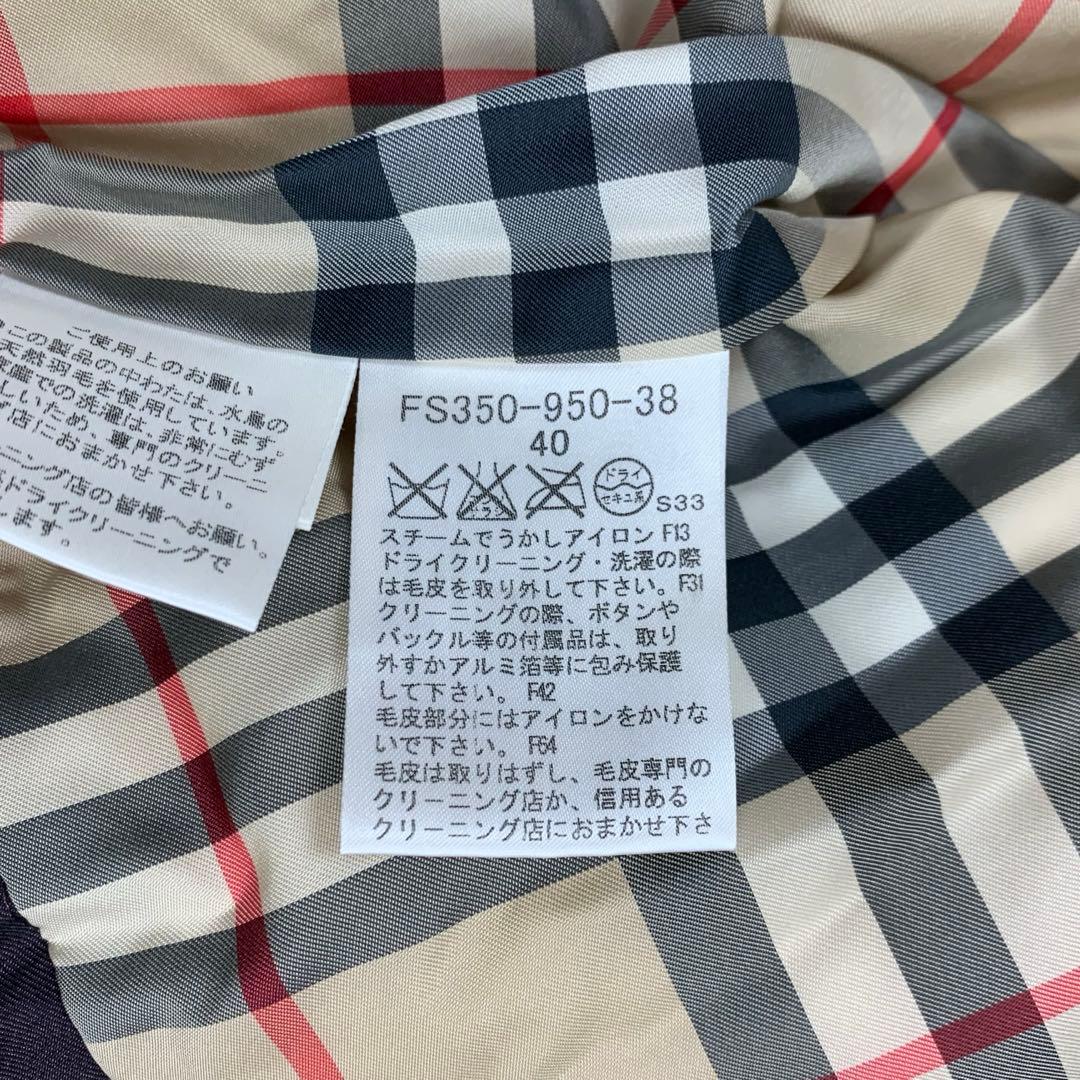 ご使用上のお願い
この製品の中わたは、水鳥の
天然羽毛を使用しています。
家庭での洗濯は、非常にむず
しいため、専門のクリーニ
グ店におまかせ下さい。
ニング店の皆様へお願い。
ドライクリーニングで
します。
FS350-950-38
40
エンソ
サラシ
ドライ
セキユ系
S33
スチームでうかしアイロン F13
ドライクリーニング・洗濯の際
は毛皮を取り外して下さい。F31
クリーニングの際、ボタンや
バックル等の付属品は、取り
外すかアルミ箔等に包み保護
して下さい。F42
毛皮部分にはアイロンをかけな
いで下さい。F64
毛皮は取りはずし、毛皮専門の
クリーニング店か、信用ある
クリーニング店におまかせ下さ